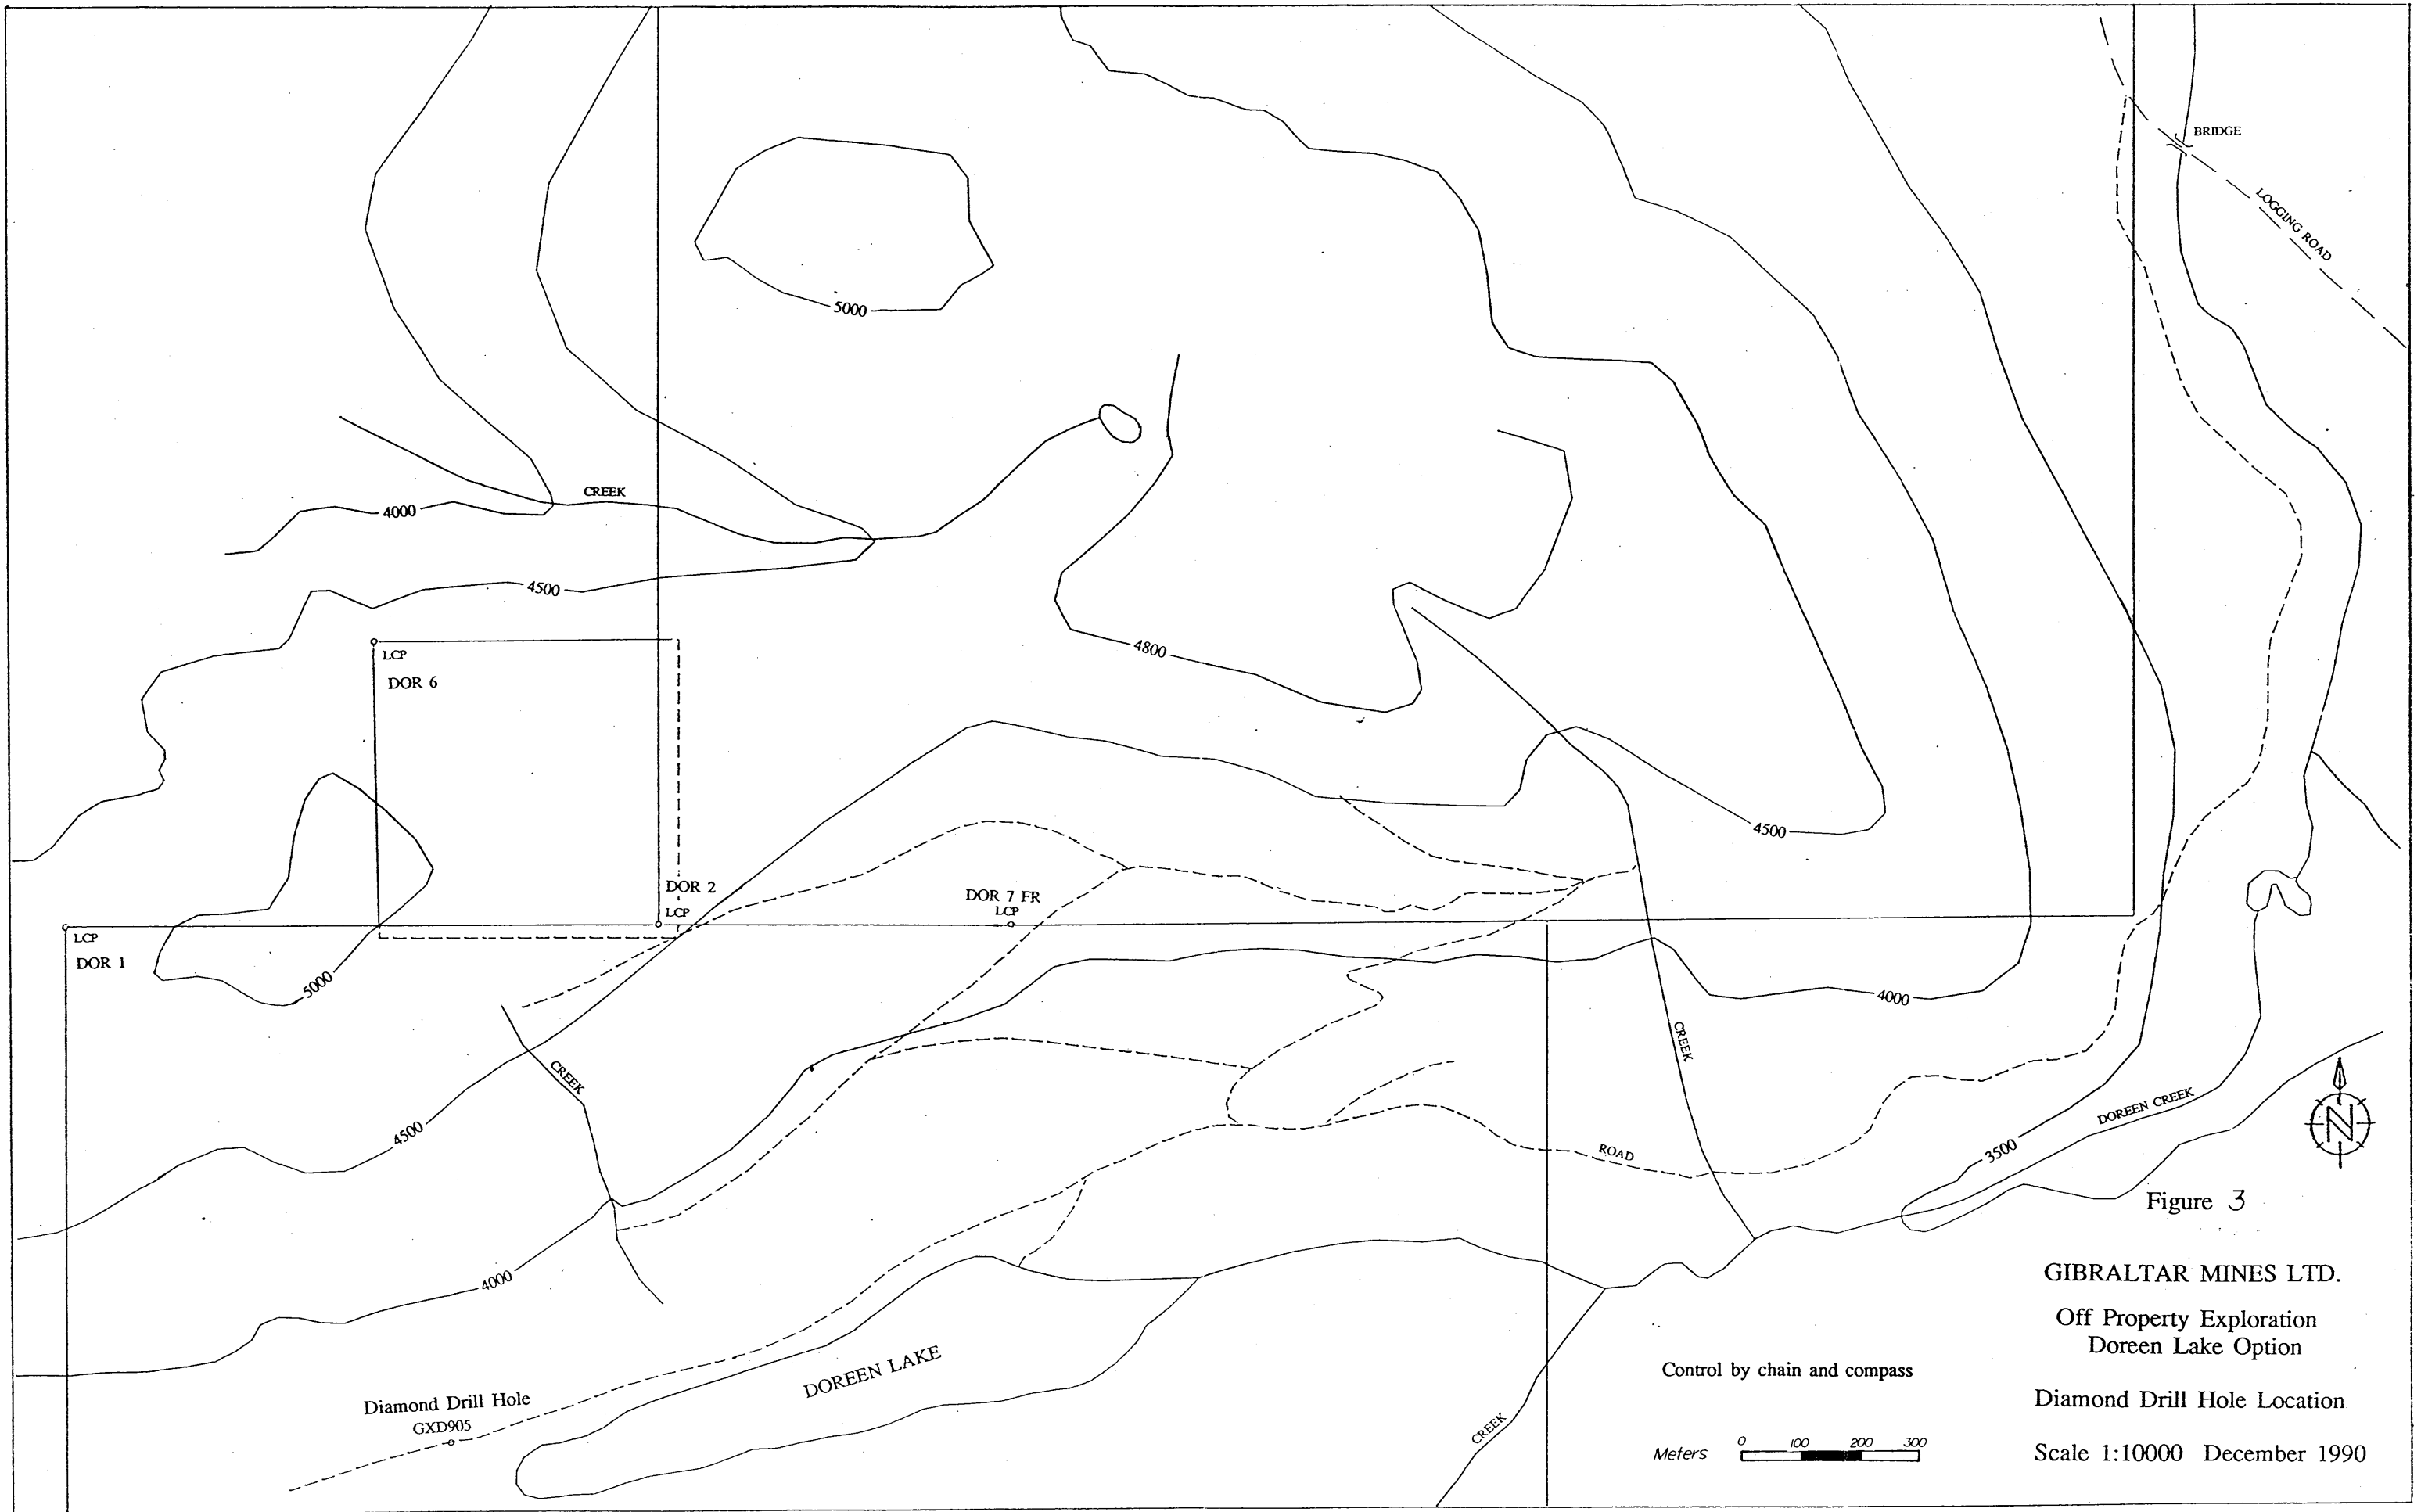 BRIDGE
LOGGING ROAD
5000
CREEK
4000
4500
4800
LCP
DOR 6
4500
DOR 2
LCP
DOR 7 FR
LCP
LCP
DOR 1
5000
4000
CREEK
CREEK
4500
ROAD
DOREEN CREEK
3500
N
4000
DOREEN LAKE
Diamond Drill Hole
GXD905
CREEK
Control by chain and compass
Meters 0 100 200 300
Figure 3
GIBRALTAR MINES LTD.
Off Property Exploration
Doreen Lake Option
Diamond Drill Hole Location
Scale 1:10000 December 1990